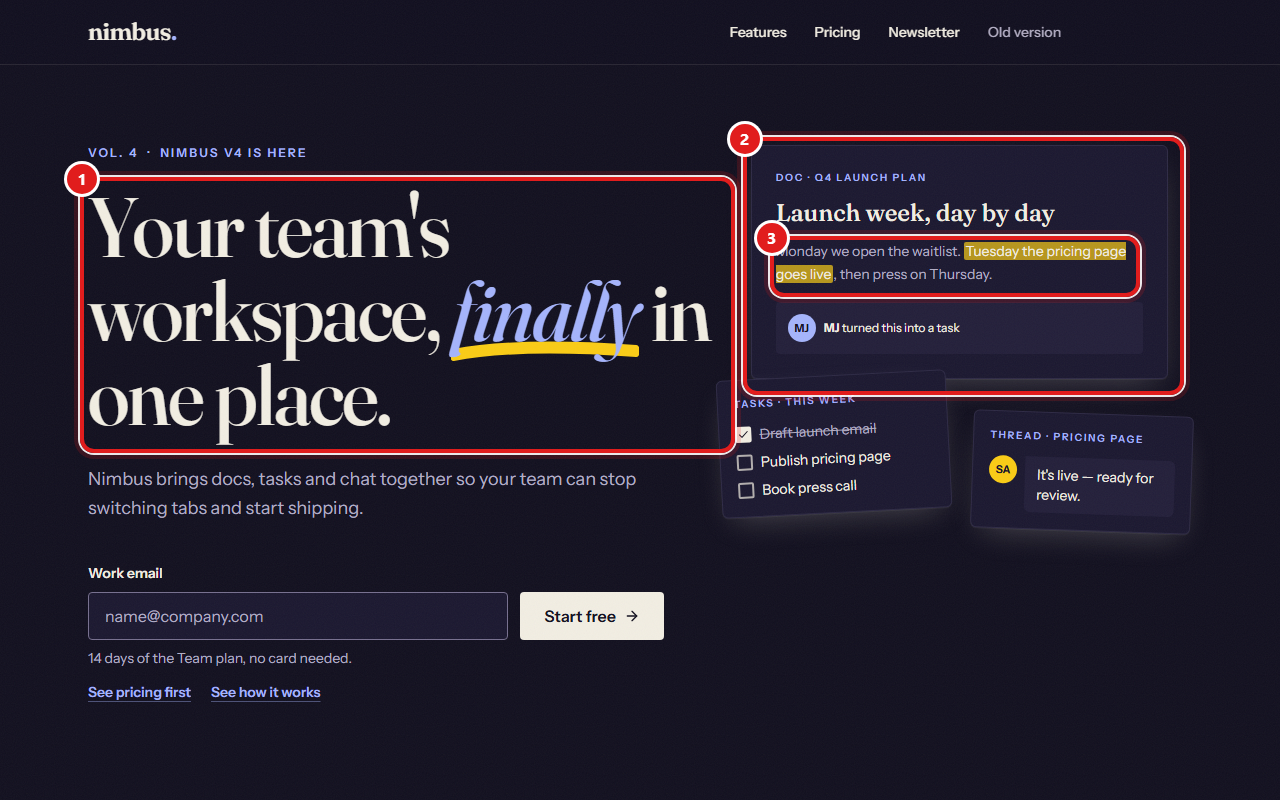 nimbus.
Features Pricing Newsletter Old version
VOL. 4 · NIMBUS V4 IS HERE
1
Your team's
workspace, finally in
one place.
Nimbus brings docs, tasks and chat together so your team can stop
switching tabs and start shipping.
Work email
name@company.com
Start free →
14 days of the Team plan, no card needed.
See pricing first See how it works
2
DOC · Q4 LAUNCH PLAN
Launch week, day by day
3
Monday we open the waitlist. Tuesday the pricing page
goes live, then press on Thursday.
MJ
MJ turned this into a task
TASKS · THIS WEEK
Draft launch email
Publish pricing page
Book press call
THREAD · PRICING PAGE
SA
It's live — ready for
review.